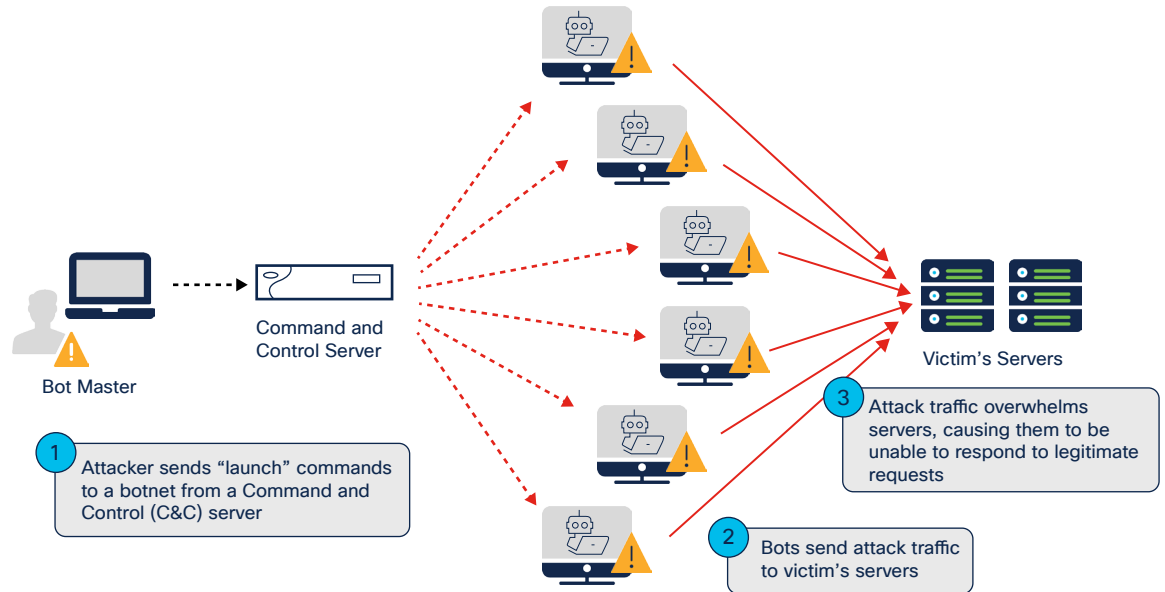 Command and
Control Server
Bot Master
Victim's Servers
1
Attacker sends “launch” commands
to a botnet from a Command and
Control (C&C) server
2
Bots send attack traffic
to victim's servers
3
Attack traffic overwhelms
servers, causing them to be
unable to respond to legitimate
requests